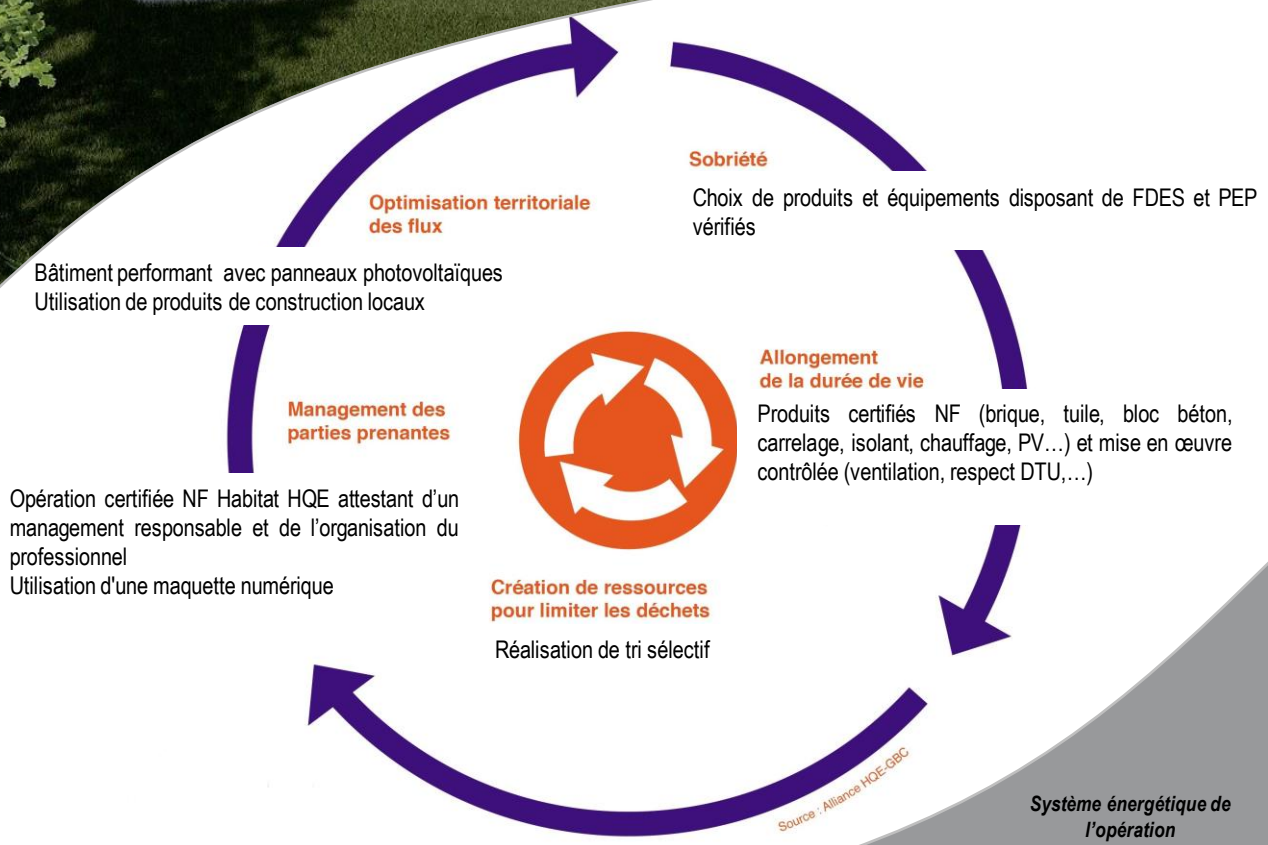 Sobriété
Choix de produits et équipements disposant de FDES et PEP
vérifiés
Optimisation territoriale
des flux
Bâtiment performant avec panneaux photovoltaïques
Utilisation de produits de construction locaux
Allongement
de la durée de vie
Produits certifiés NF (brique, tuile, bloc béton,
carrelage, isolant, chauffage, PV…) et mise en œuvre
contrôlée (ventilation, respect DTU,…)
Management des
parties prenantes
Opération certifiée NF Habitat HQE attestant d’un
management responsable et de l’organisation du
professionnel
Utilisation d'une maquette numérique
Création de ressources
pour limiter les déchets
Réalisation de tri sélectif
Source : Alliance HQE-GBC
Système énergétique de
l’opération